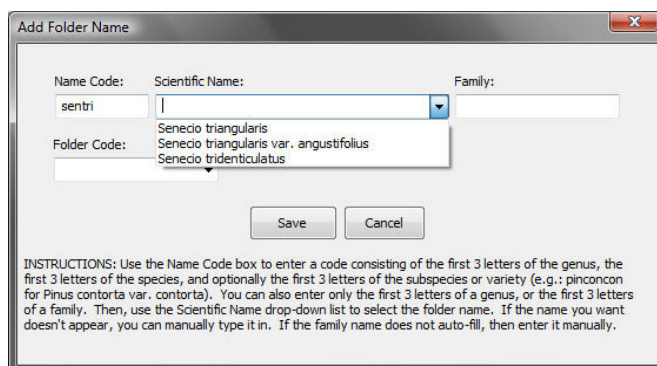 Add Folder Name
Name Code: Scientific Name: Family:
sentri
Senecio triangularis
Senecio triangularis var. angustifolius
Folder Code:
Senecio tridenticulatus
Save Cancel
INSTRUCTIONS: Use the Name Code box to enter a code consisting of the first 3 letters of the genus, the
first 3 letters of the species, and optionally the first 3 letters of the subspecies or variety (e.g.: pinconcon
for Pinus contorta var. contorta). You can also enter only the first 3 letters of a genus, or the first 3 letters
of a family. Then, use the Scientific Name drop-down list to select the folder name. If the name you want
doesn't appear, you can manually type it in. If the family name does not auto-fill, then enter it manually.